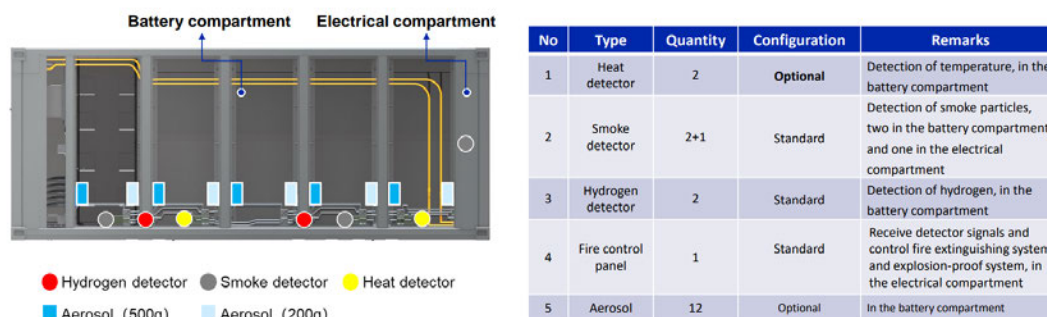 Battery compartment
Electrical compartment
Hydrogen detector
Smoke detector
Heat detector
Aerosol (500g)
Aerosol (200g)
No Type Quantity Configuration Remarks
1 Heat detector 2 Optional Detection of temperature, in the
battery compartment
2 Smoke detector 2+1 Standard Detection of smoke particles,
two in the battery compartment
and one in the electrical
compartment
3 Hydrogen detector 2 Standard Detection of hydrogen, in the
battery compartment
4 Fire control panel 1 Standard Receive detector signals and
control fire extinguishing system
and explosion-proof system, in
the electrical compartment
5 Aerosol 12 Optional In the battery compartment